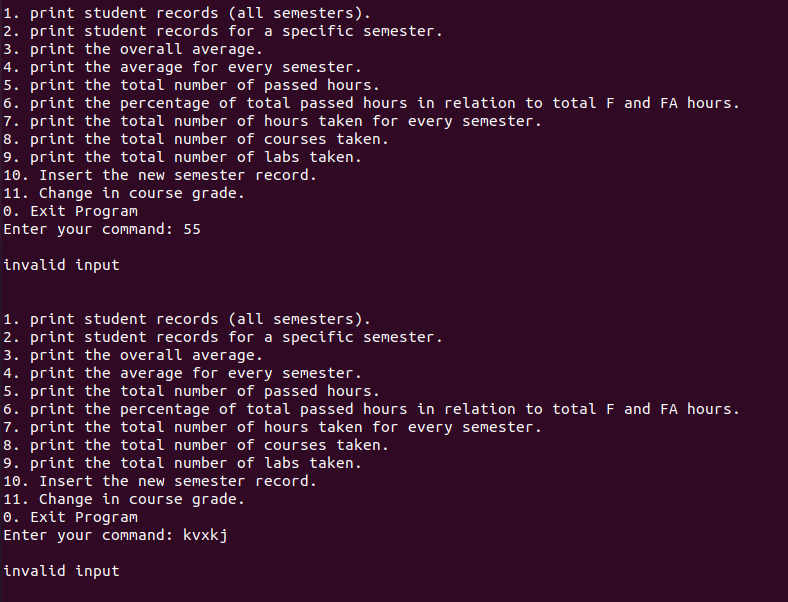 1. print student records (all semesters).
2. print student records for a specific semester.
3. print the overall average.
4. print the average for every semester.
5. print the total number of passed hours.
6. print the percentage of total passed hours in relation to total F and FA hours.
7. print the total number of hours taken for every semester.
8. print the total number of courses taken.
9. print the total number of labs taken.
10. Insert the new semester record.
11. Change in course grade.
0. Exit Program
Enter your command: 55
invalid input
1. print student records (all semesters).
2. print student records for a specific semester.
3. print the overall average.
4. print the average for every semester.
5. print the total number of passed hours.
6. print the percentage of total passed hours in relation to total F and FA hours.
7. print the total number of hours taken for every semester.
8. print the total number of courses taken.
9. print the total number of labs taken.
10. Insert the new semester record.
11. Change in course grade.
0. Exit Program
Enter your command: kvxkj
invalid input